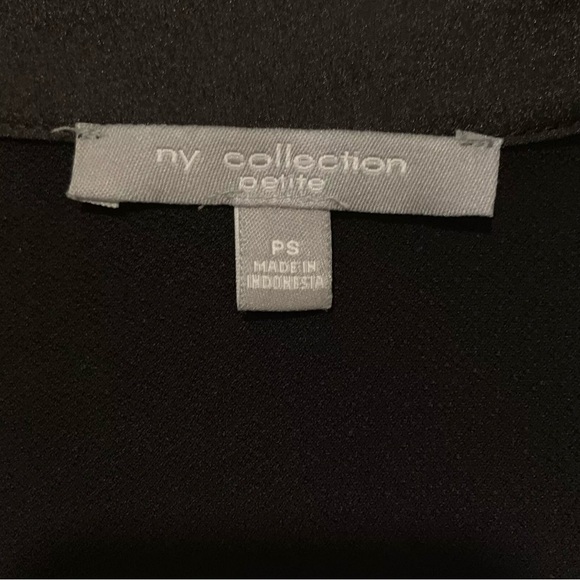 ny collection
petite
PS
MADE IN
INDONESIA